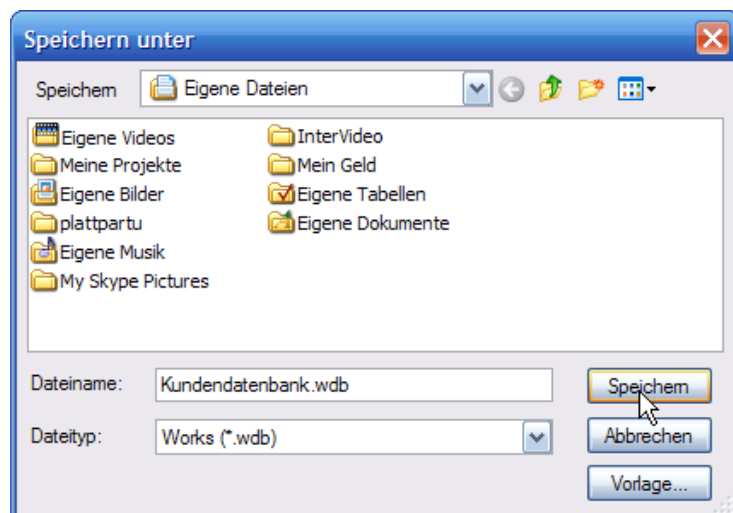 Speichern unter
Speichern
Eigene Dateien
Eigene Videos
InterVideo
Meine Projekte
Mein Geld
Eigene Bilder
Eigene Tabellen
plattpartu
Eigene Dokumente
Eigene Musik
My Skype Pictures
Dateiname:
Kundendatenbank.wdb
Speichern
Dateityp:
Works (*.wdb)
Abbrechen
Vorlage...